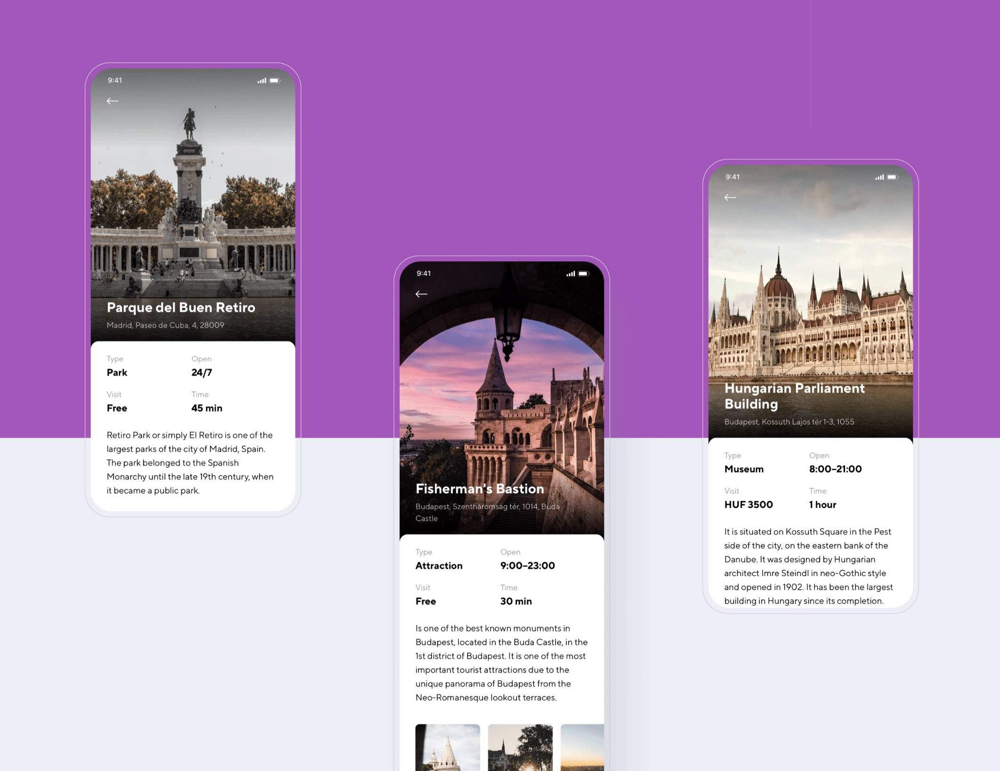 9:41
Parque del Buen Retiro
Madrid, Paseo de Cuba, 4, 28009
Type
Open
Park
24/7
Visit
Time
Free
45 min
Retiro Park or simply El Retiro is one of the
largest parks of the city of Madrid, Spain.
The park belonged to the Spanish
Monarchy until the late 19th century, when
it became a public park.
9:41
Fisherman's Bastion
Budapest, Szentháromság tér, 1014, Buda
Castle
Type
Open
Attraction
9:00–23:00
Visit
Time
Free
30 min
Is one of the best known monuments in
Budapest, located in the Buda Castle, in the
1st district of Budapest. It is one of the most
important tourist attractions due to the
unique panorama of Budapest from the
Neo-Romanesque lookout terraces.
9:41
Hungarian Parliament
Building
Budapest, Kossuth Lajos tér 1-3, 1055
Type
Open
Museum
8:00–21:00
Visit
Time
HUF 3500
1 hour
It is situated on Kossuth Square in the Pest
side of the city, on the eastern bank of the
Danube. It was designed by Hungarian
architect Imre Steindl in neo-Gothic style
and opened in 1902. It has been the largest
building in Hungary since its completion.